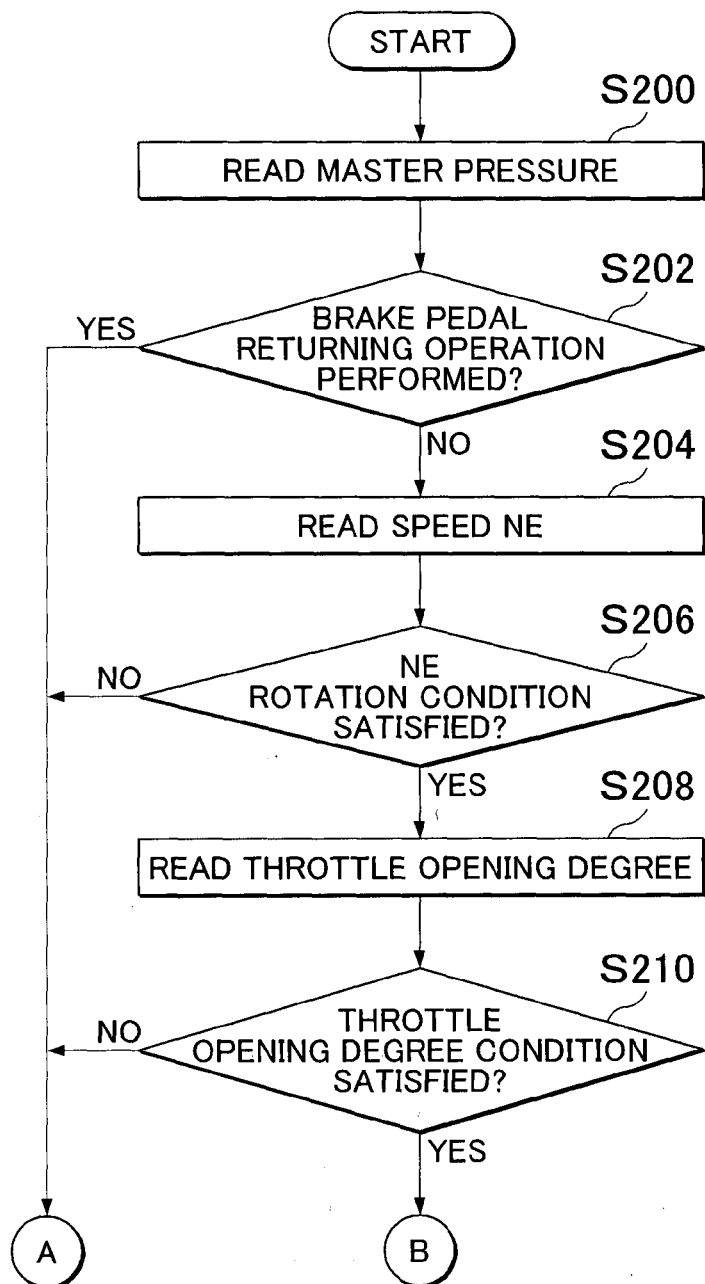 START
S200
READ MASTER PRESSURE
S202
YES
BRAKE PEDAL
RETURNING OPERATION
PERFORMED?
NO
S204
READ SPEED NE
S206
NO
NE
ROTATION CONDITION
SATISFIED?
YES
S208
READ THROTTLE OPENING DEGREE
S210
NO
THROTTLE
OPENING DEGREE CONDITION
SATISFIED?
YES
A
B